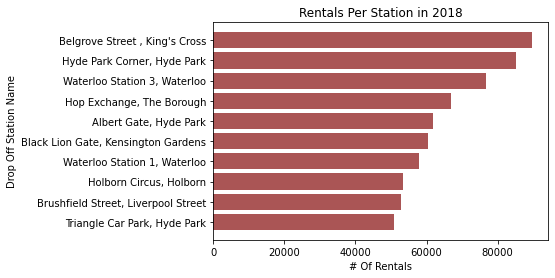 Rentals Per Station in 2018
Drop Off Station Name
Belgrove Street , King's Cross
Hyde Park Corner, Hyde Park
Waterloo Station 3, Waterloo
Hop Exchange, The Borough
Albert Gate, Hyde Park
Black Lion Gate, Kensington Gardens
Waterloo Station 1, Waterloo
Holborn Circus, Holborn
Brushfield Street, Liverpool Street
Triangle Car Park, Hyde Park
0 20000 40000 60000 80000
# Of Rentals